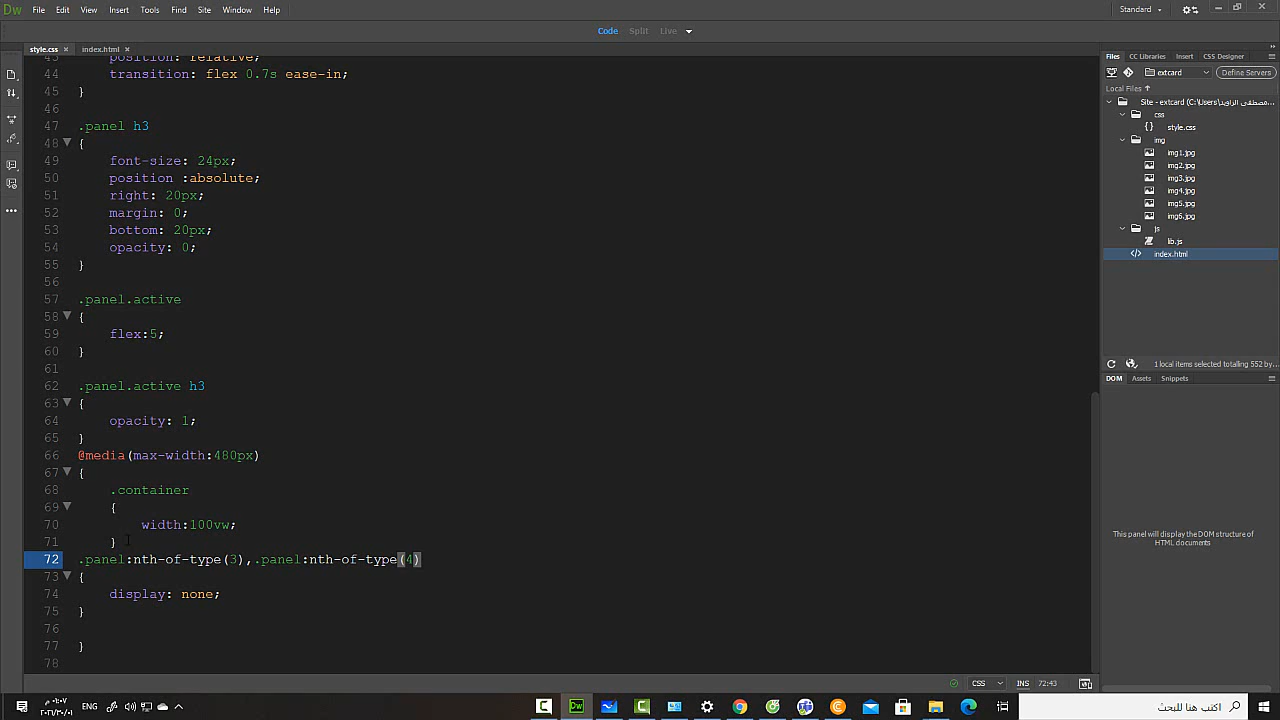 Dw File Edit View Insert Tools Find Site Window Help Standard
Code Split Live
style.css index.html
43 position: relative;
44 transition: flex 0.7s ease-in;
45 }
46
47 .panel h3
48 {
49 font-size: 24px;
50 position :absolute;
51 right: 20px;
52 margin: 0;
53 bottom: 20px;
54 opacity: 0;
55 }
56
57 .panel.active
58 {
59 flex:5;
60 }
61
62 .panel.active h3
63 {
64 opacity: 1;
65 }
66 @media(max-width:480px)
67 {
68 .container
69 {
70 width:100vw;
71 }
72 .panel:nth-of-type(3),.panel:nth-of-type(4)
73 {
74 display: none;
75 }
76
77 }
78
CSS INS 72:43
Files CC Libraries Insert CSS Designer
extcard Define Servers
Local Files
Site - extcard (C:\Users\مصطفى الراويد...
css
style.css
img
img1.jpg
img2.jpg
img3.jpg
img4.jpg
img5.jpg
img6.jpg
js
lib.js
index.html
1 local items selected totalling 552 by...
DOM Assets Snippets
This panel will display the DOM structure of
HTML documents
ENG
اكتب هنا للبحث